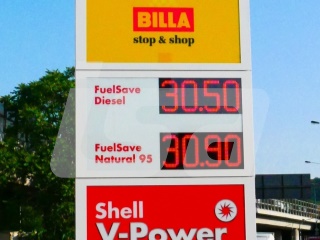 BILLA
stop & shop
FuelSave
Diesel
30.50
FuelSave
Natural 95
30.90
Shell
V-Power